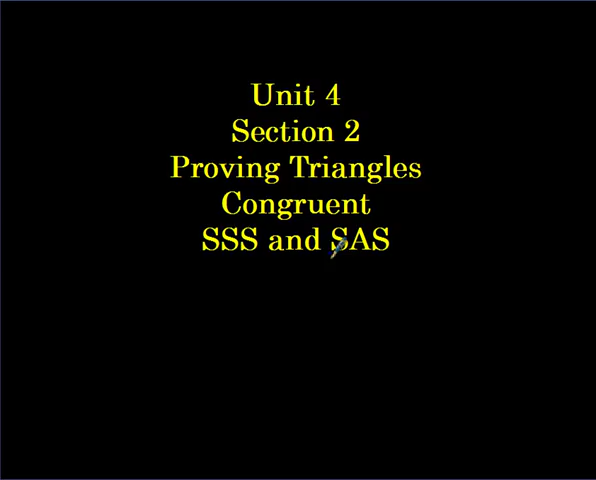 Unit 4
Section 2
Proving Triangles
Congruent
SSS and SAS